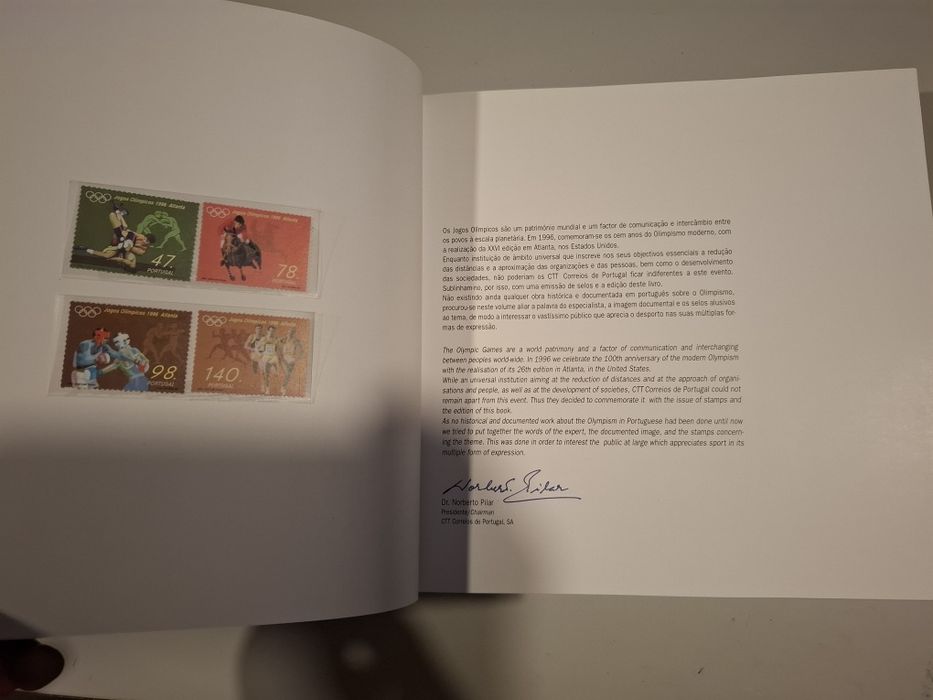 Jogos Olímpicos 1996 Atlanta
47.
PORTUGAL
Jogos Olímpicos 1996 Atlanta
78
Jogos Olímpicos 1996 Atlanta
98.
PORTUGAL
Jogos Olímpicos 1996 Atlanta
140.
PORTUGAL
Os Jogos Olímpicos são um património mundial e um factor de comunicação e intercâmbio entre
os povos à escala planetária. Em 1996, comemoram-se os cem anos do Olimpismo moderno, com
a realização da XXVI edição em Atlanta, nos Estados Unidos.
Enquanto instituição de âmbito universal que inscreve nos seus objectivos essenciais a redução
das distâncias e a aproximação das organizações e das pessoas, bem como o desenvolvimento
das sociedades, não poderiam os CTT Correios de Portugal ficar indiferentes a este evento.
Sublinham-no, por isso, com uma emissão de selos e a edição deste livro.
Não existindo ainda qualquer obra histórica e documentada em português sobre o Olimpismo,
procurou-se neste volume aliar a palavra do especialista, a imagem documental e os selos alusivos
ao tema, de modo a interessar o vastíssimo público que aprecia o desporto nas suas múltiplas for-
mas de expressão.
The Olympic Games are a world patrimony and a factor of communication and interchanging
between peoples worldwide. In 1996 we celebrate the 100th anniversary of the modern Olympism
with the realisation of its 26th edition in Atlanta, in the United States.
While an universal institution aiming at the reduction of distances and at the approach of organi-
sations and people, as well as at the development of societies, CTT Correios de Portugal could not
remain apart from this event. Thus they decided to commemorate it with the issue of stamps and
the edition of this book.
As no historical and documented work about the Olympism in Portuguese had been done until now
we tried to put together the words of the expert, the documented image, and the stamps concern-
ing the theme. This was done in order to interest the public at large which appreciates sport in its
multiple form of expression.
Norberto Pilar
Dr. Norberto Pilar
Presidente/Chairman
CTT Correios de Portugal, SA